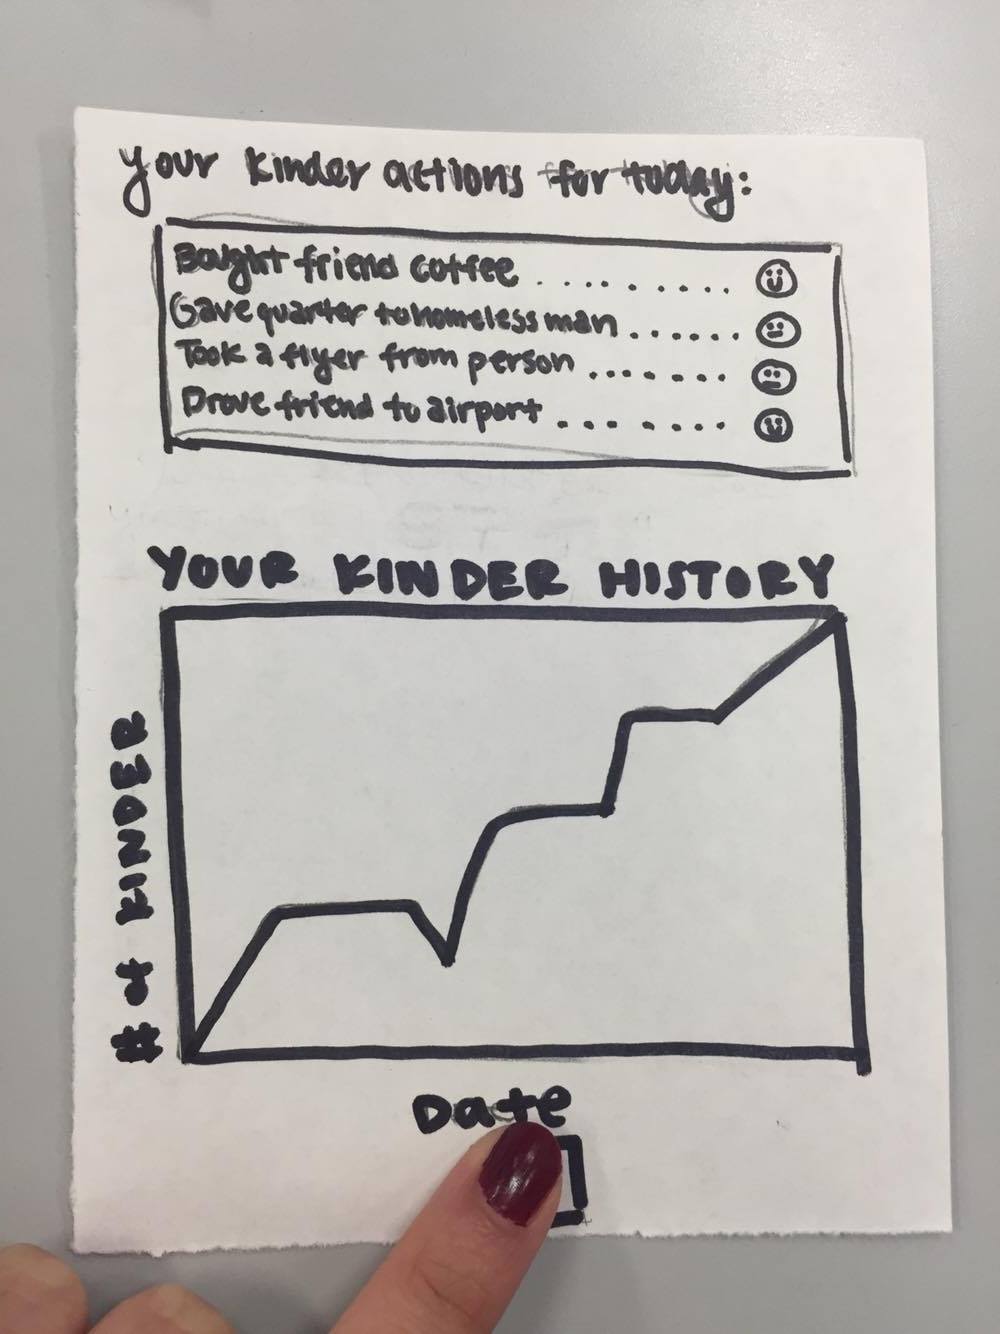 Your kinder actions for today:
Bought friend coffee ..........
Gave quarter to homeless man ......
Took a flyer from person .......
Drove friend to airport ........
YOUR KINDER HISTORY
# of KINDER
Date